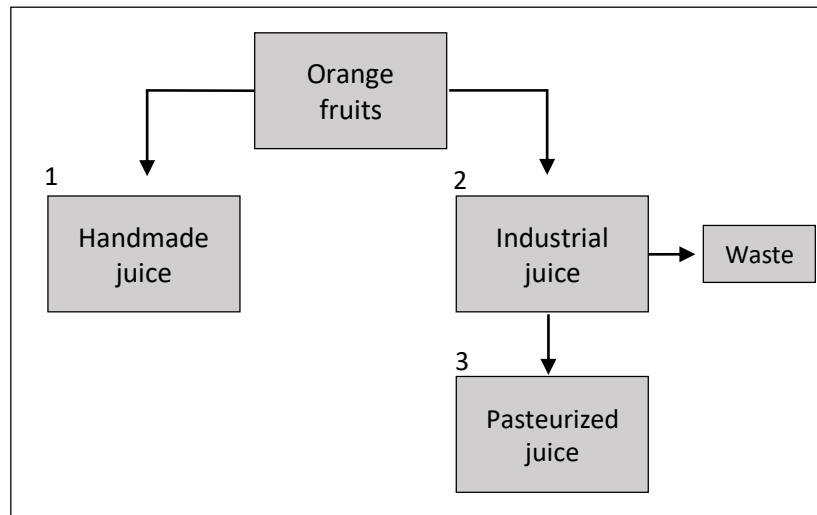 Orange
fruits
1
Handmade
juice
2
Industrial
juice
Waste
3
Pasteurized
juice